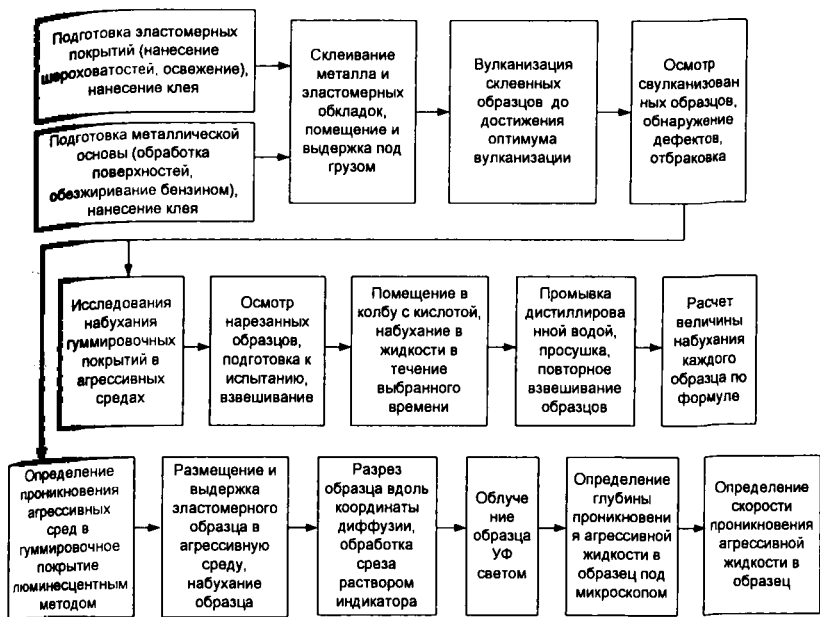 Подготовка эластомерных
покрытий (нанесение
шероховатостей, освежение),
нанесение клея
Подготовка металлической
основы (обработка
поверхностей,
обезжиривание бензином),
нанесение клея
Склеивание
металла и
эластомерных
обкладок,
помещение и
выдержка под
грузом
Вулканизация
склеенных
образцов до
достижения
оптимума
вулканизации
Осмотр
свулканизован
ных образцов,
обнаружение
дефектов,
отбраковка
Исследования
набухания
гуммировочных
покрытий в
агрессивных
средах
Осмотр
нарезанных
образцов,
подготовка к
испытанию,
взвешивание
Помещение в
колбу с кислотой,
набухание в
жидкости в
течение
выбранного
времени
Промывка
дистиллирова
нной водой,
просушка,
повторное
взвешивание
образцов
Расчет
величины
набухания
каждого
образца по
формуле
Определение
проникновения
агрессивных
сред в
гуммировочное
покрытие
люминесцентным
методом
Размещение и
выдержка
эластомерного
образца в
агрессивную
среду,
набухание
образца
Разрез
образца вдоль
координаты
диффузии,
обработка
среза
раствором
индикатора
Облуче
ние
образца
УФ
светом
Определение
глубины
проникновени
я агрессивной
жидкости в
образец под
микроскопом
Определение
скорости
проникновения
агрессивной
жидкости в
образец